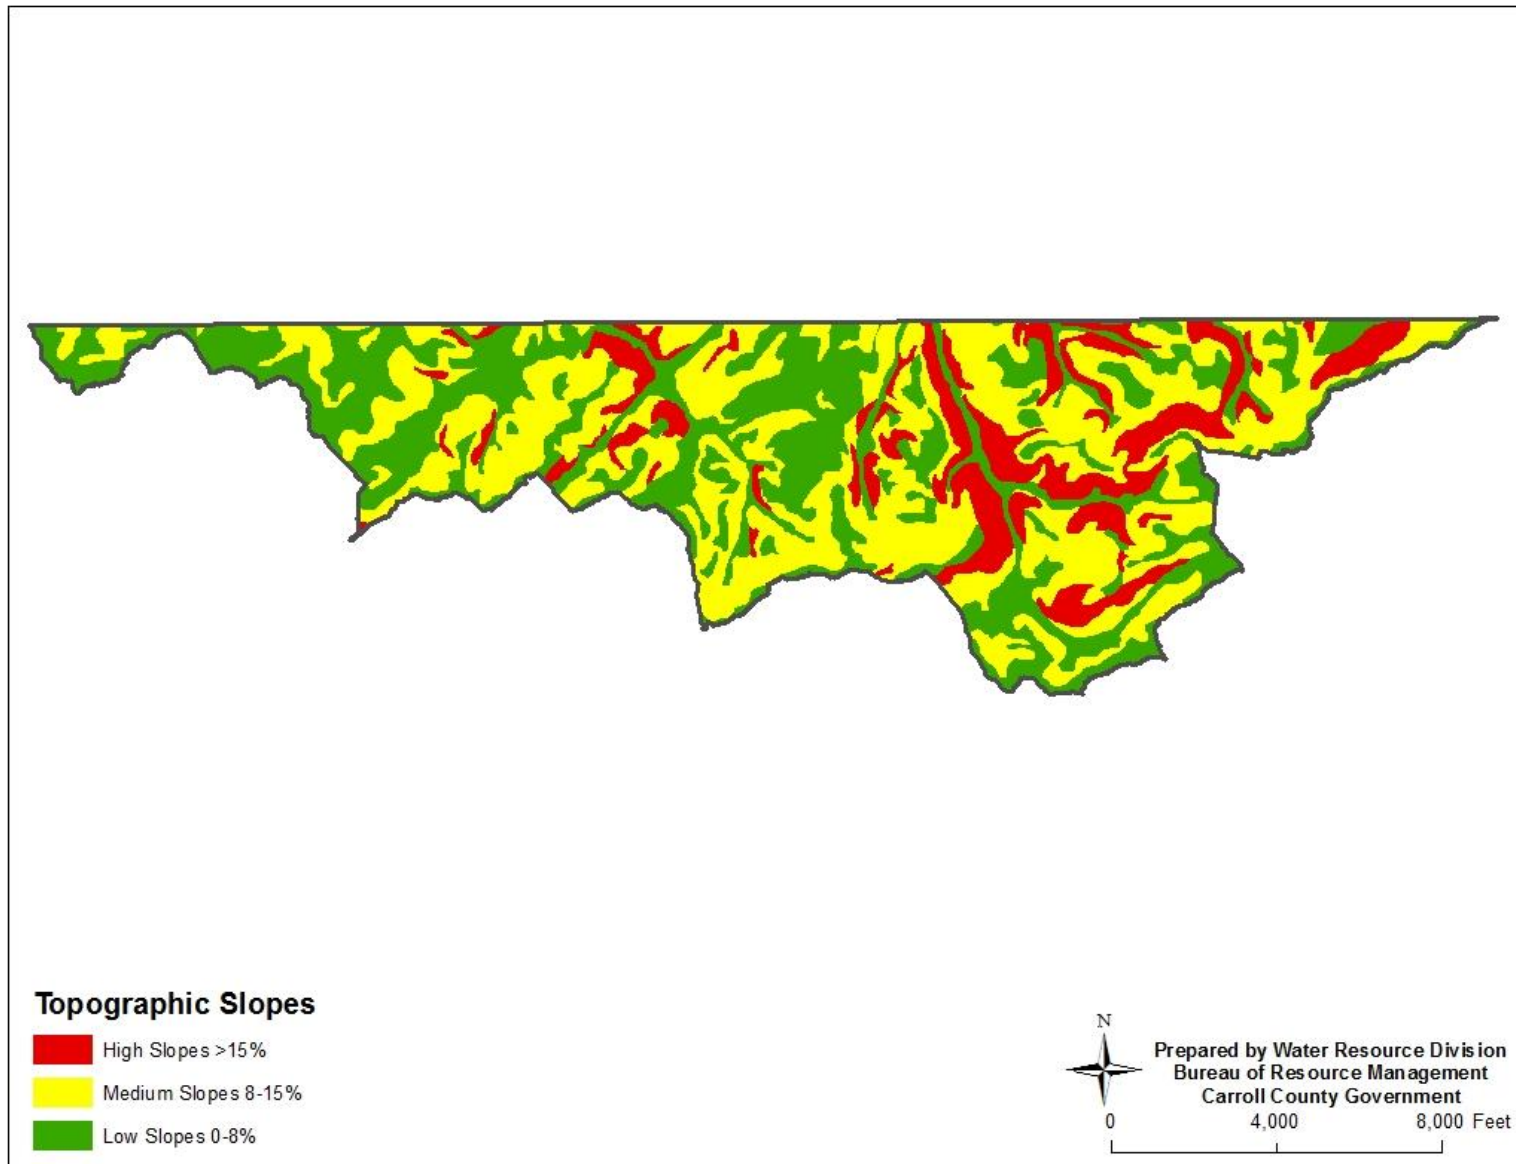 Topographic Slopes
High Slopes >15%
Medium Slopes 8-15%
Low Slopes 0-8%
N
Prepared by Water Resource Division
Bureau of Resource Management
Carroll County Government
0 4,000 8,000 Feet